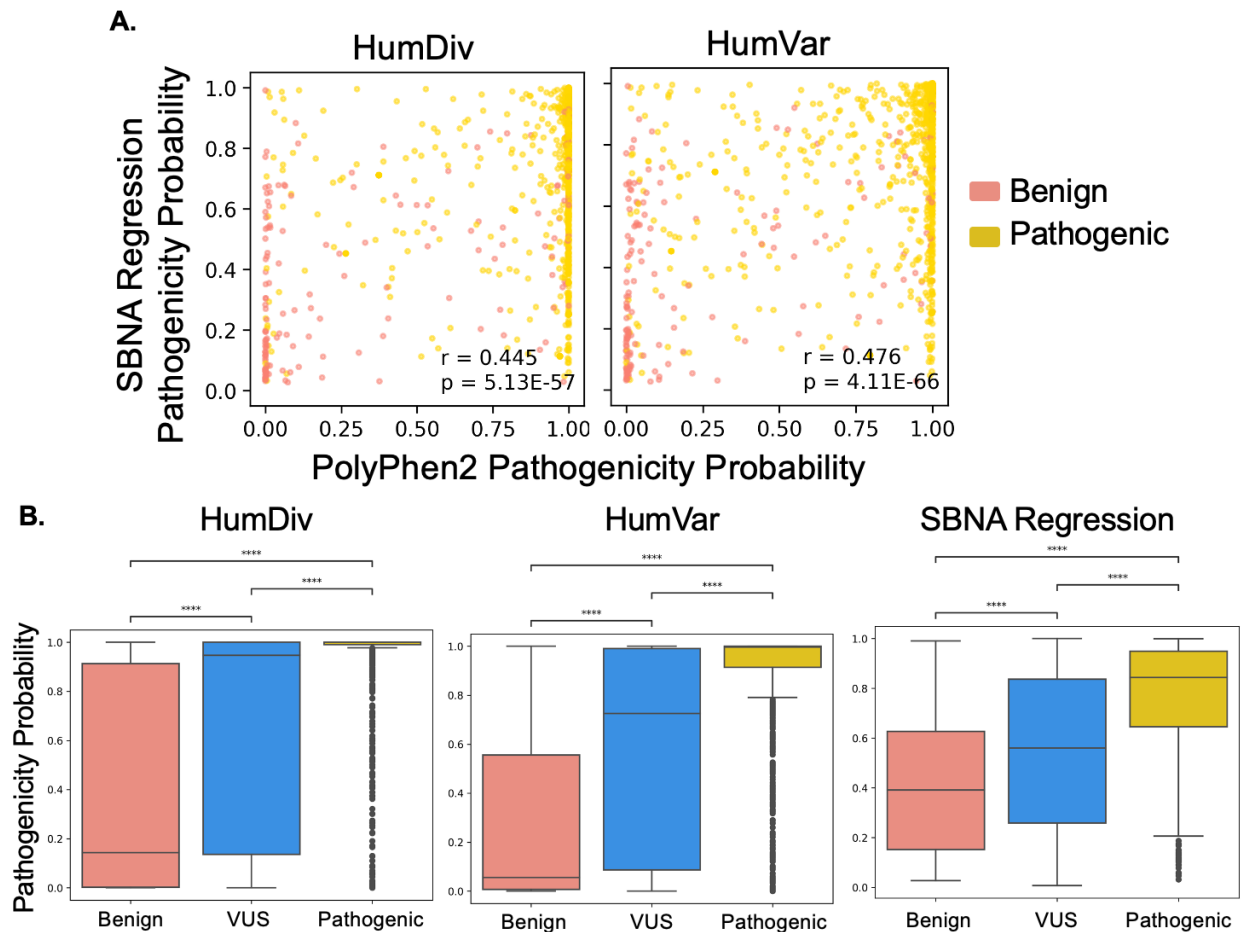 A.
HumDiv
HumVar
SBNA Regression
Pathogenicity Probability
1.0
0.8
0.6
0.4
0.2
0.0
r = 0.445
p = 5.13E-57
r = 0.476
p = 4.11E-66
0.00 0.25 0.50 0.75 1.00
0.00 0.25 0.50 0.75 1.00
PolyPhen2 Pathogenicity Probability
Benign
Pathogenic
B.
HumDiv
HumVar
SBNA Regression
Pathogenicity Probability
****
****
****
1.0
0.8
0.6
0.4
0.2
0.0
Benign VUS Pathogenic
****
****
****
1.0
0.8
0.6
0.4
0.2
0.0
Benign VUS Pathogenic
****
****
****
1.0
0.8
0.6
0.4
0.2
0.0
Benign VUS Pathogenic